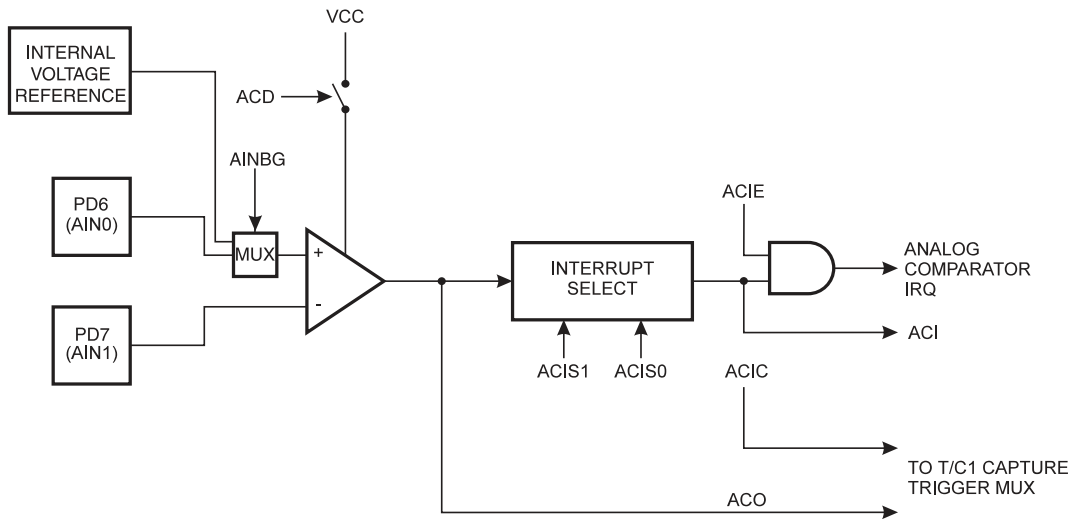 VCC
INTERNAL
VOLTAGE
REFERENCE
ACD
AINBG
PD6
(AIN0)
MUX
+
-
PD7
(AIN1)
INTERRUPT
SELECT
ACIS1
ACIS0
ACIE
ANALOG
COMPARATOR
IRQ
ACI
ACIC
TO T/C1 CAPTURE
TRIGGER MUX
ACO